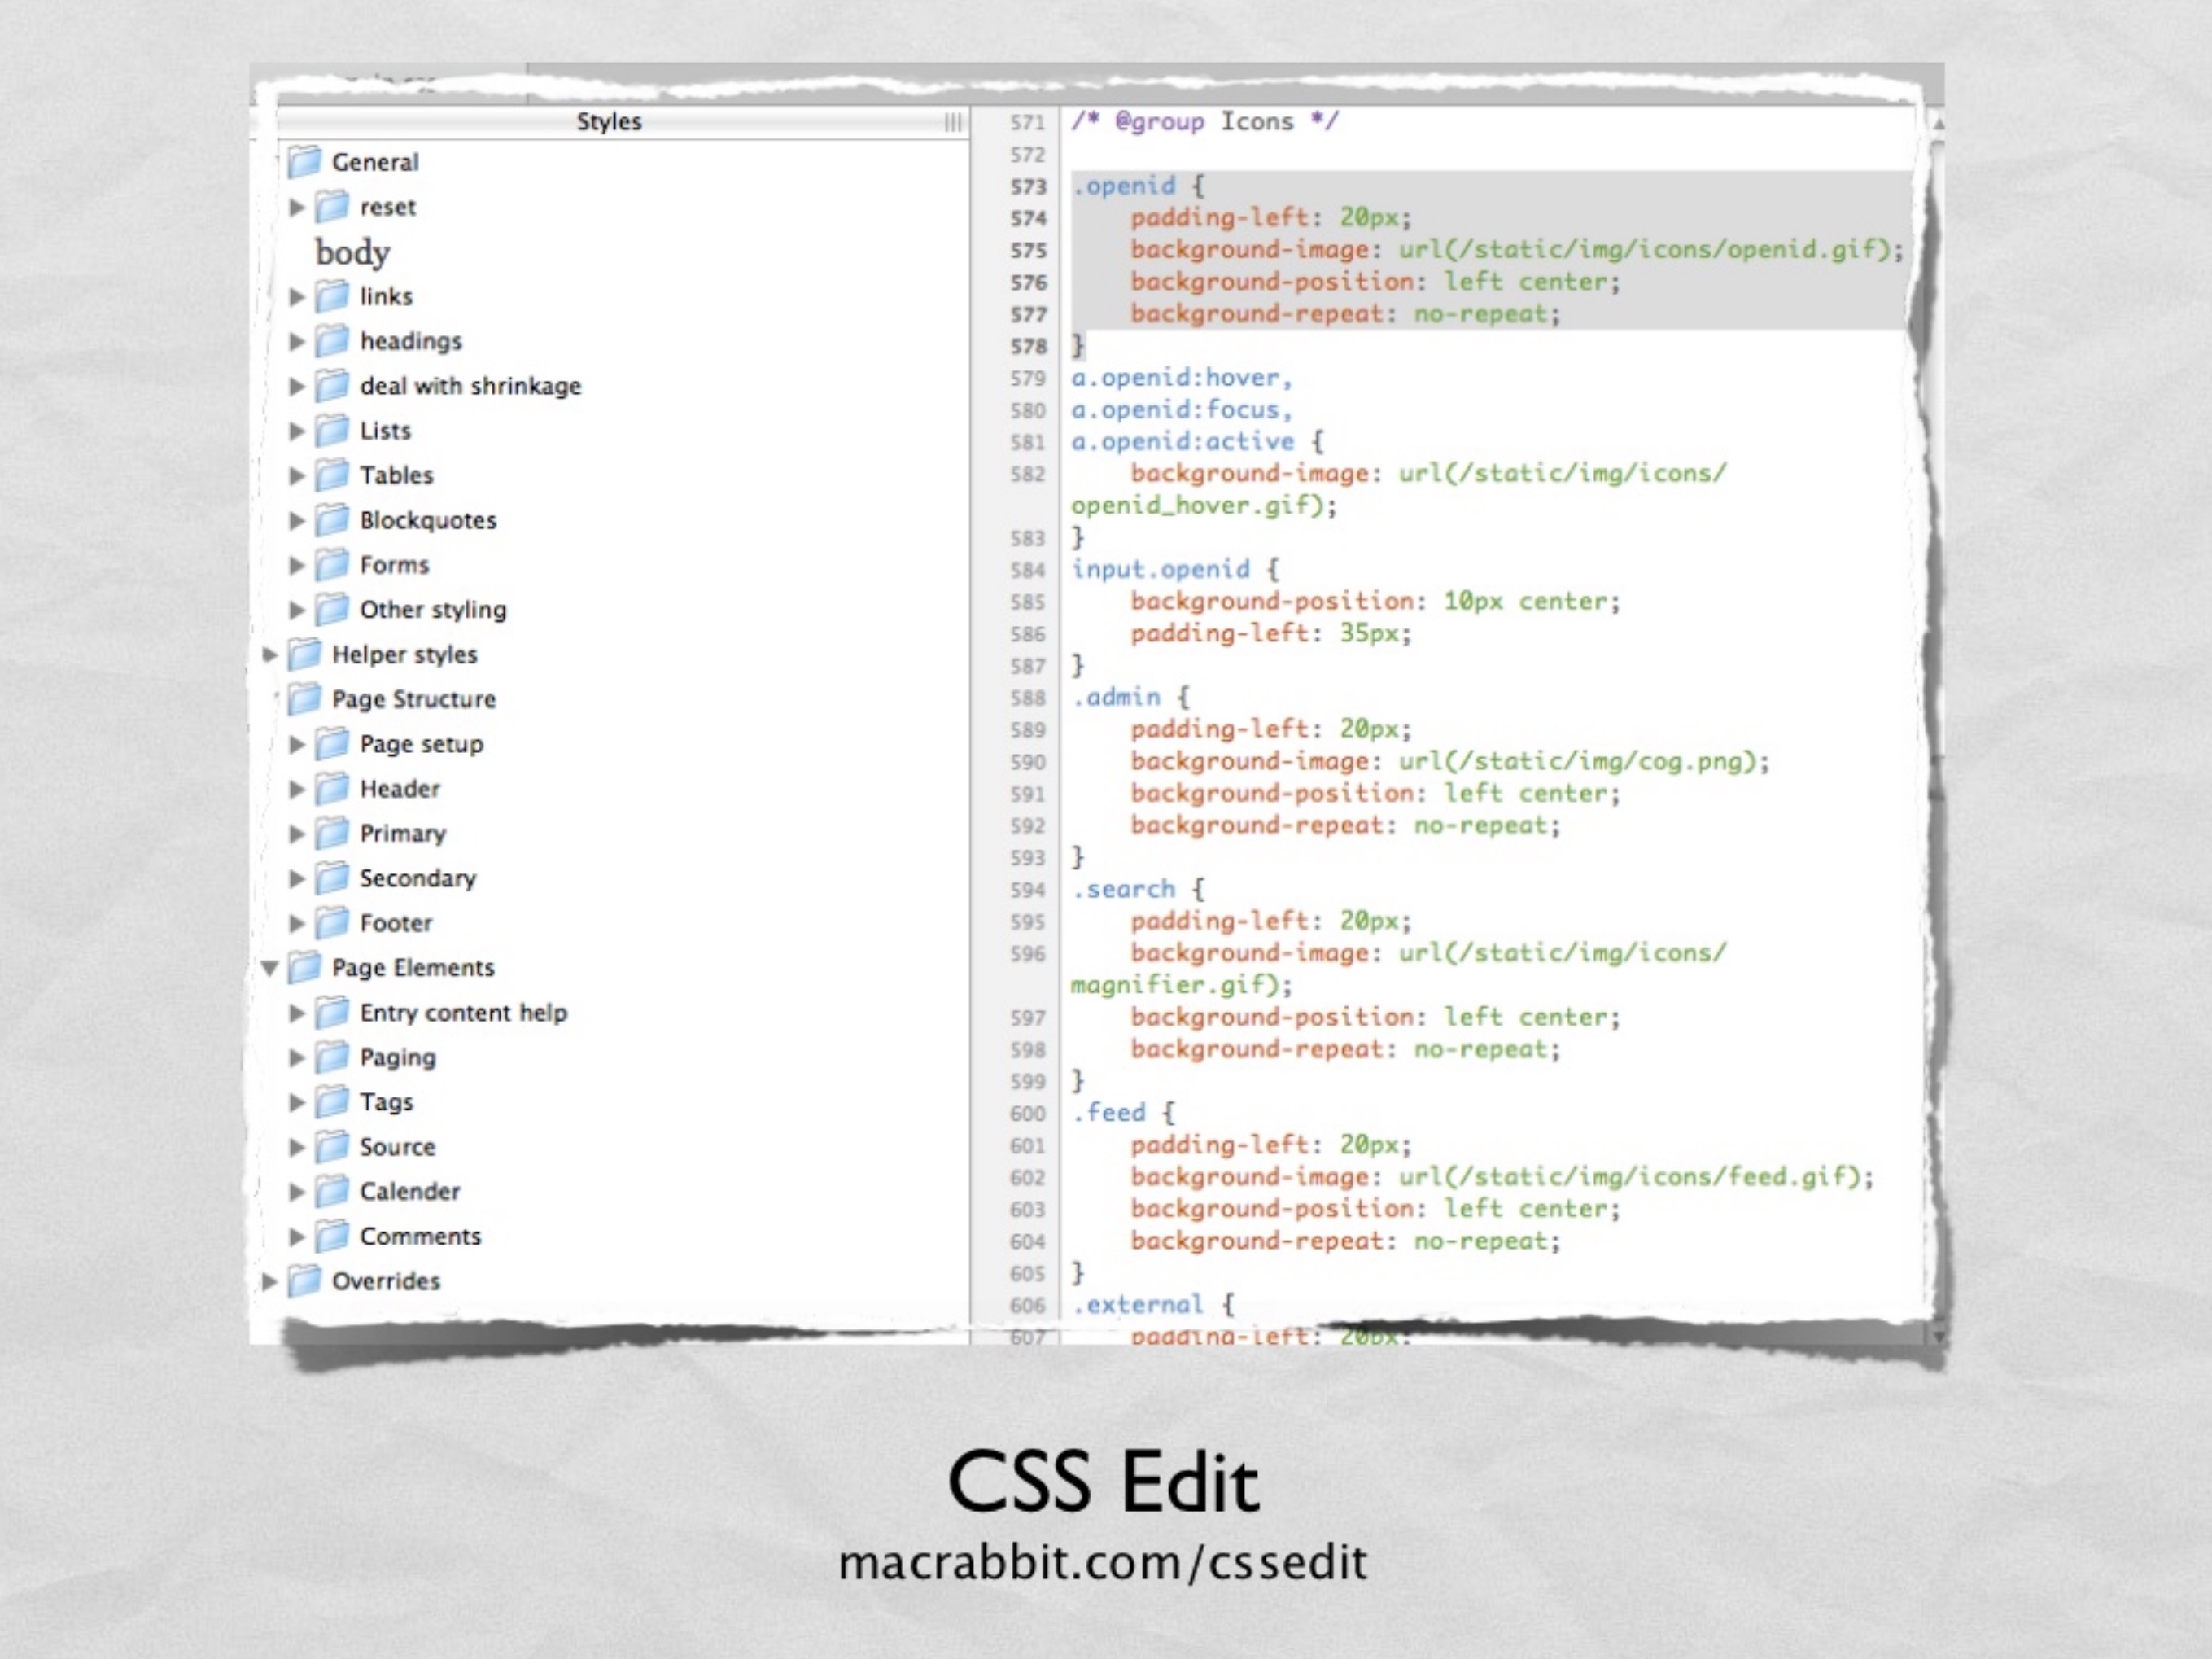 Styles
General
reset
body
links
headings
deal with shrinkage
Lists
Tables
Blockquotes
Forms
Other styling
Helper styles
Page Structure
Page setup
Header
Primary
Secondary
Footer
Page Elements
Entry content help
Paging
Tags
Source
Calender
Comments
Overrides
571 /* @group Icons */
572
573 .openid {
574 padding-left: 20px;
575 background-image: url(/static/img/icons/openid.gif);
576 background-position: left center;
577 background-repeat: no-repeat;
578 }
579 a.openid:hover,
580 a.openid:focus,
581 a.openid:active {
582 background-image: url(/static/img/icons/
openid_hover.gif);
583 }
584 input.openid {
585 background-position: 10px center;
586 padding-left: 35px;
587 }
588 .admin {
589 padding-left: 20px;
590 background-image: url(/static/img/cog.png);
591 background-position: left center;
592 background-repeat: no-repeat;
593 }
594 .search {
595 padding-left: 20px;
596 background-image: url(/static/img/icons/
magnifier.gif);
597 background-position: left center;
598 background-repeat: no-repeat;
599 }
600 .feed {
601 padding-left: 20px;
602 background-image: url(/static/img/icons/feed.gif);
603 background-position: left center;
604 background-repeat: no-repeat;
605 }
606 .external {
607 padding-left: 20px;
CSS Edit
macrabbit.com/cssedit